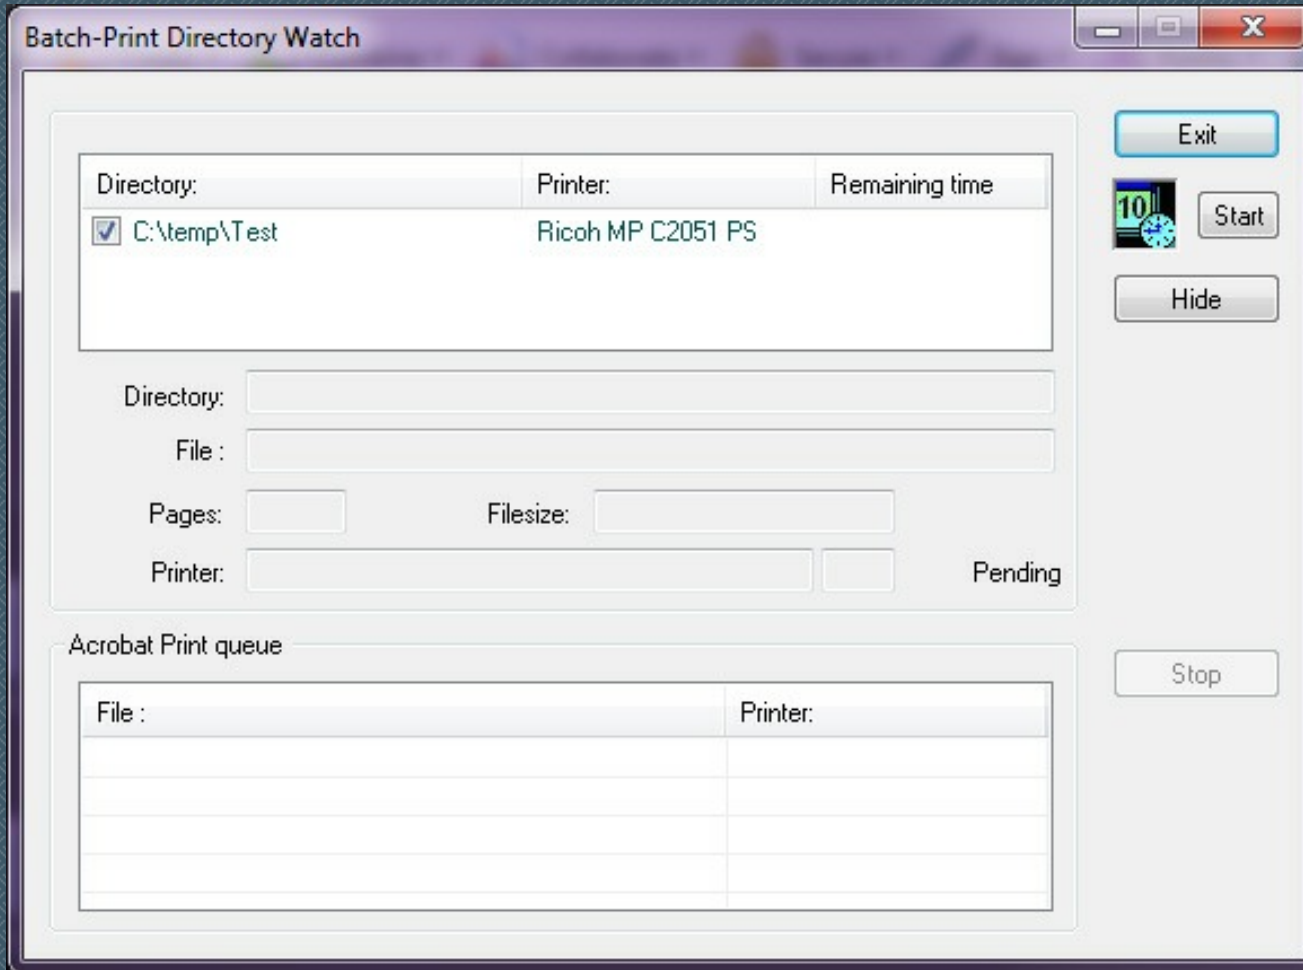 Batch-Print Directory Watch
Exit
Directory: Printer: Remaining time
C:\temp\Test Ricoh MP C2051 PS
10
Start
Hide
Directory:
File :
Pages: Filesize:
Printer: Pending
Acrobat Print queue
Stop
File : Printer: